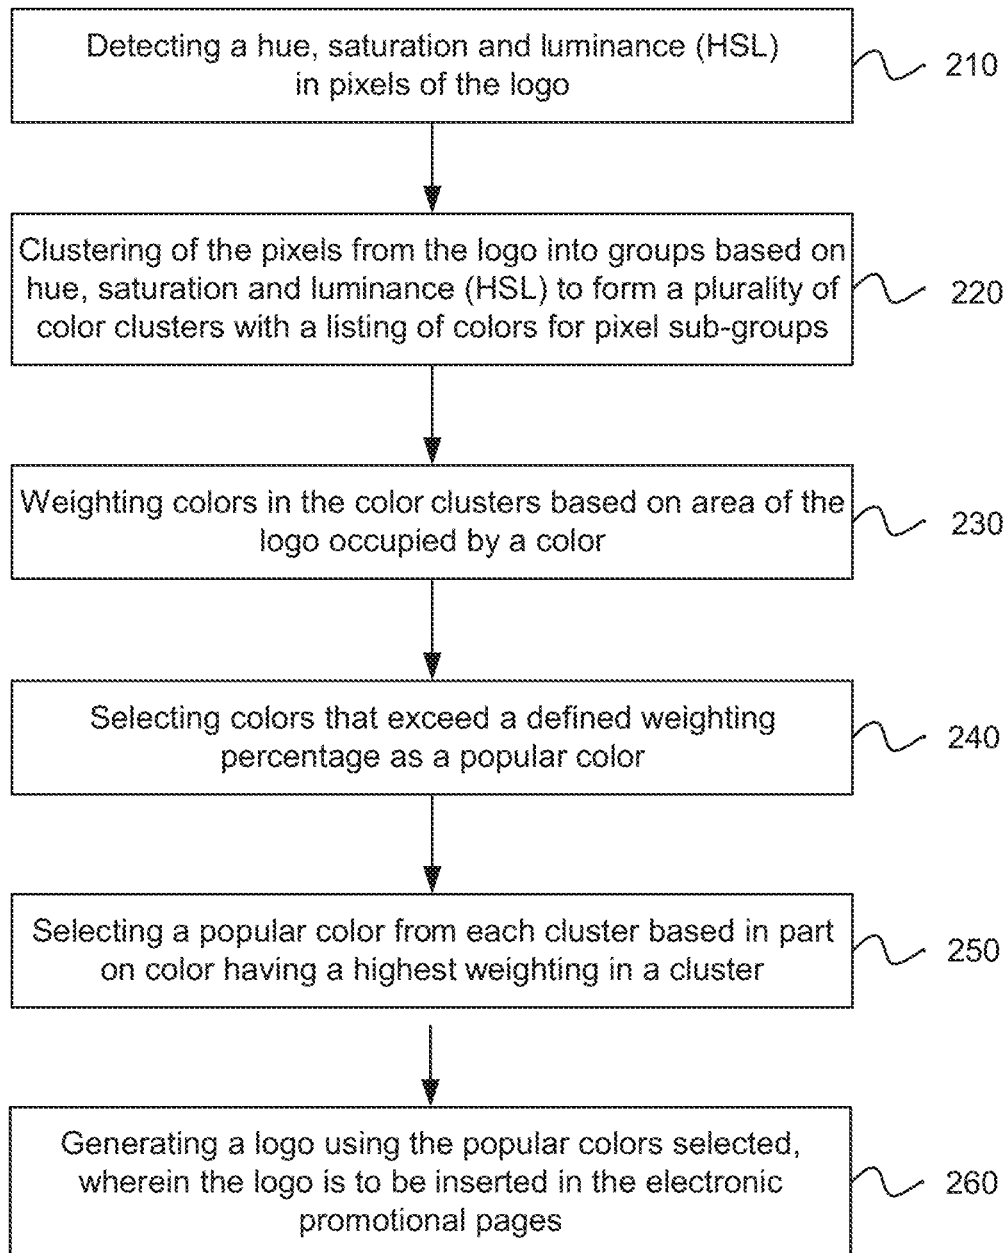 Detecting a hue, saturation and luminance (HSL)
in pixels of the logo
210
Clustering of the pixels from the logo into groups based on
hue, saturation and luminance (HSL) to form a plurality of
color clusters with a listing of colors for pixel sub-groups
220
Weighting colors in the color clusters based on area of the
logo occupied by a color
230
Selecting colors that exceed a defined weighting
percentage as a popular color
240
Selecting a popular color from each cluster based in part
on color having a highest weighting in a cluster
250
Generating a logo using the popular colors selected,
wherein the logo is to be inserted in the electronic
promotional pages
260